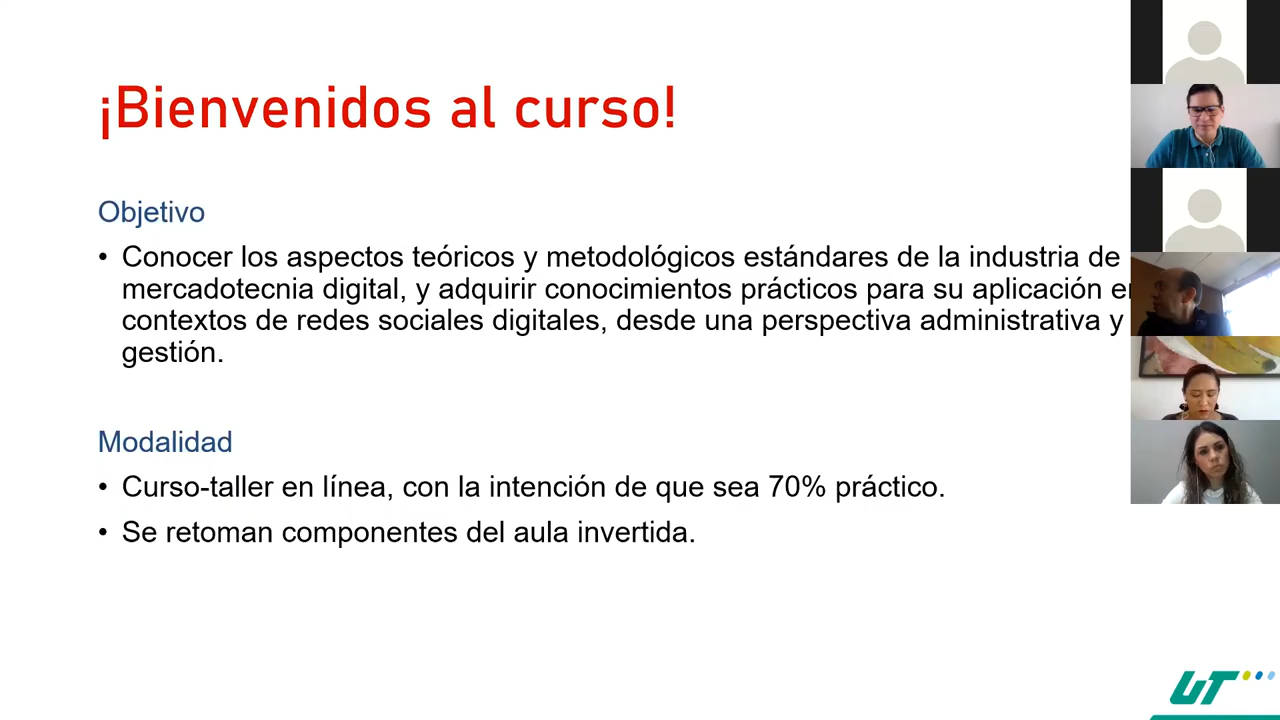 ¡Bienvenidos al curso!
Objetivo
• Conocer los aspectos teóricos y metodológicos estándares de la industria de
mercadotecnia digital, y adquirir conocimientos prácticos para su aplicación en
contextos de redes sociales digitales, desde una perspectiva administrativa y
gestión.
Modalidad
• Curso-taller en línea, con la intención de que sea 70% práctico.
• Se retoman componentes del aula invertida.
UT